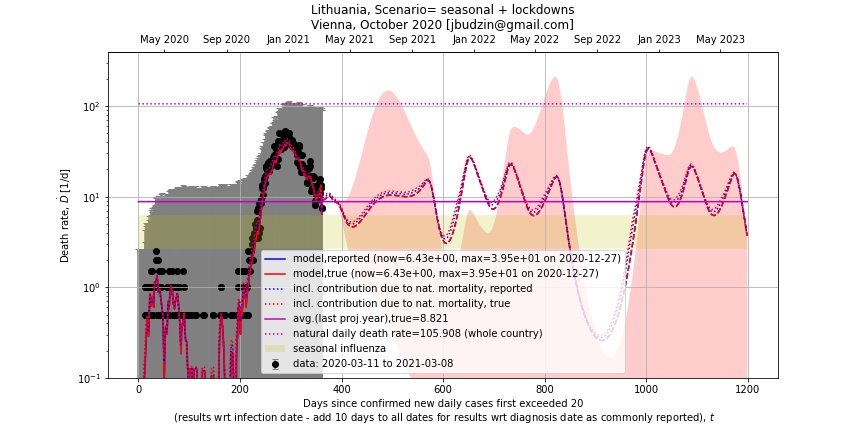 Lithuania, Scenario= seasonal + lockdowns
Vienna, October 2020 [jbudzin@gmail.com]
May 2020 Sep 2020 Jan 2021 May 2021 Sep 2021 Jan 2022 May 2022 Sep 2022 Jan 2023 May 2023
Death rate, D [1/d]
10²
10¹
10⁰
10⁻¹
model,reported (now=6.43e+00, max=3.95e+01 on 2020-12-27)
model,true (now=6.43e+00, max=3.95e+01 on 2020-12-27)
incl. contribution due to nat. mortality, reported
incl. contribution due to nat. mortality, true
avg.(last proj.year),true=8.821
natural daily death rate=105.908 (whole country)
seasonal influenza
data: 2020-03-11 to 2021-03-08
0 200 400 600 800 1000 1200
Days since confirmed new daily cases first exceeded 20
(results wrt infection date - add 10 days to all dates for results wrt diagnosis date as commonly reported), t